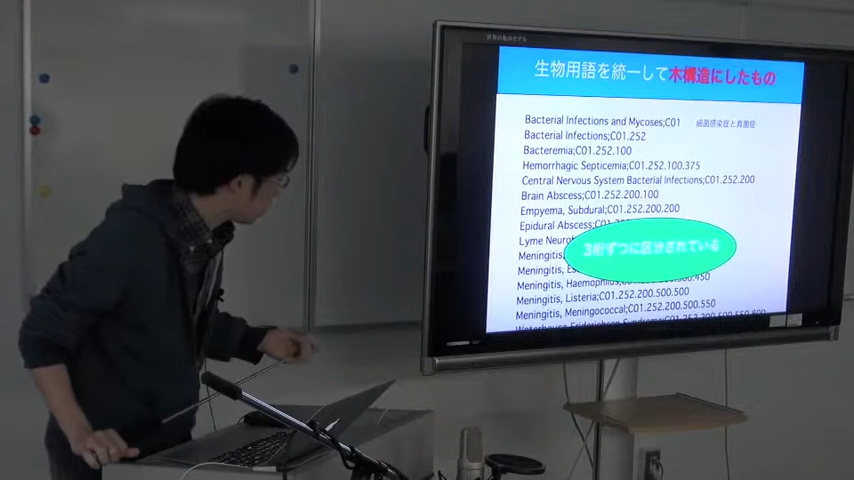 生物用語を統一して木構造にしたもの
Bacterial Infections and Mycoses;C01 細菌感染症と真菌症
Bacterial Infections;C01.252
Bacteremia;C01.252.100
Hemorrhagic Septicemia;C01.252.100.375
Central Nervous System Bacterial Infections;C01.252.200
Brain Abscess;C01.252.200.100
Empyema, Subdural;C01.252.200.200
Epidural Abscess;C01.
Lyme
3桁ずつに区分されている
Meningitis,
Meningitis,
Meningitis, Haemophilus
Meningitis, Listeria;C01.252.200.500.500
Meningitis, Meningococcal;C01.252.200.500.550